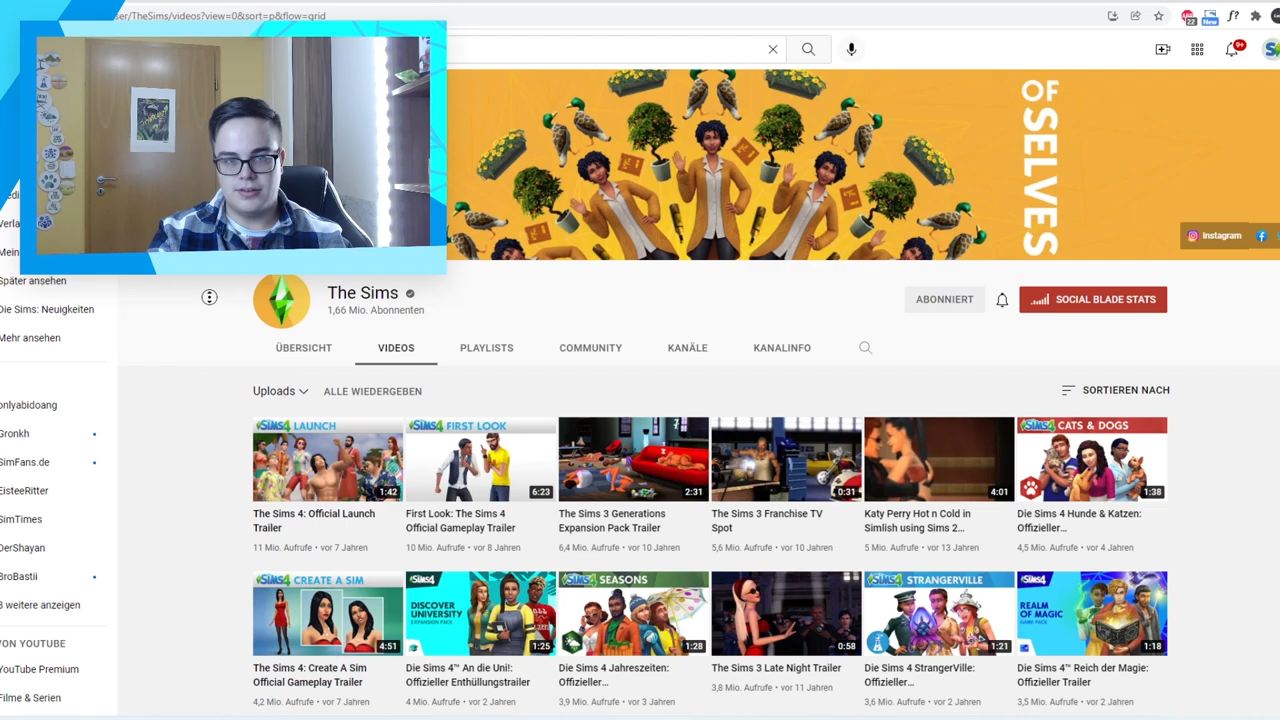 ser/TheSims/videos?view=0&sort=p&flow=grid
22
New
f?
9+
OF
SELVES
Instagram
Verla
Mein
Später ansehen
Die Sims: Neuigkeiten
Mehr ansehen
The Sims
1,66 Mio. Abonnenten
ABONNIERT
SOCIAL BLADE STATS
ÜBERSICHT
VIDEOS
PLAYLISTS
COMMUNITY
KANÄLE
KANALINFO
Uploads
ALLE WIEDERGEBEN
SORTIEREN NACH
onlyabidoang
Gronkh
SimFans.de
EisteeRitter
SimTimes
DerShayan
BroBastii
3 weitere anzeigen
VON YOUTUBE
YouTube Premium
Filme & Serien
SIMS4 LAUNCH
1:42
The Sims 4: Official Launch
Trailer
11 Mio. Aufrufe • vor 7 Jahren
SIMS4 FIRST LOOK
6:23
First Look: The Sims 4
Official Gameplay Trailer
10 Mio. Aufrufe • vor 8 Jahren
2:31
The Sims 3 Generations
Expansion Pack Trailer
6,4 Mio. Aufrufe • vor 10 Jahren
0:31
The Sims 3 Franchise TV
Spot
5,6 Mio. Aufrufe • vor 10 Jahren
4:01
Katy Perry Hot n Cold in
Simlish using Sims 2...
5 Mio. Aufrufe • vor 13 Jahren
SIMS4 CATS & DOGS
1:38
Die Sims 4 Hunde & Katzen:
Offizieller...
4,5 Mio. Aufrufe • vor 4 Jahren
SIMS4 CREATE A SIM
4:51
The Sims 4: Create A Sim
Official Gameplay Trailer
4,2 Mio. Aufrufe • vor 7 Jahren
SIMS4
DISCOVER
UNIVERSITY
EXPANSION PACK
1:25
Die Sims 4™ An die Uni!:
Offizieller Enthüllungstrailer
4 Mio. Aufrufe • vor 2 Jahren
SIMS4 SEASONS
1:28
Die Sims 4 Jahreszeiten:
Offizieller...
3,9 Mio. Aufrufe • vor 3 Jahren
0:58
The Sims 3 Late Night Trailer
3,8 Mio. Aufrufe • vor 11 Jahren
SIMS4 STRANGERVILLE
1:21
Die Sims 4 StrangerVille:
Offizieller...
3,6 Mio. Aufrufe • vor 2 Jahren
SIMS4
REALM
OF MAGIC
GAME PACK
1:18
Die Sims 4™ Reich der Magie:
Offizieller Trailer
3,5 Mio. Aufrufe • vor 2 Jahren